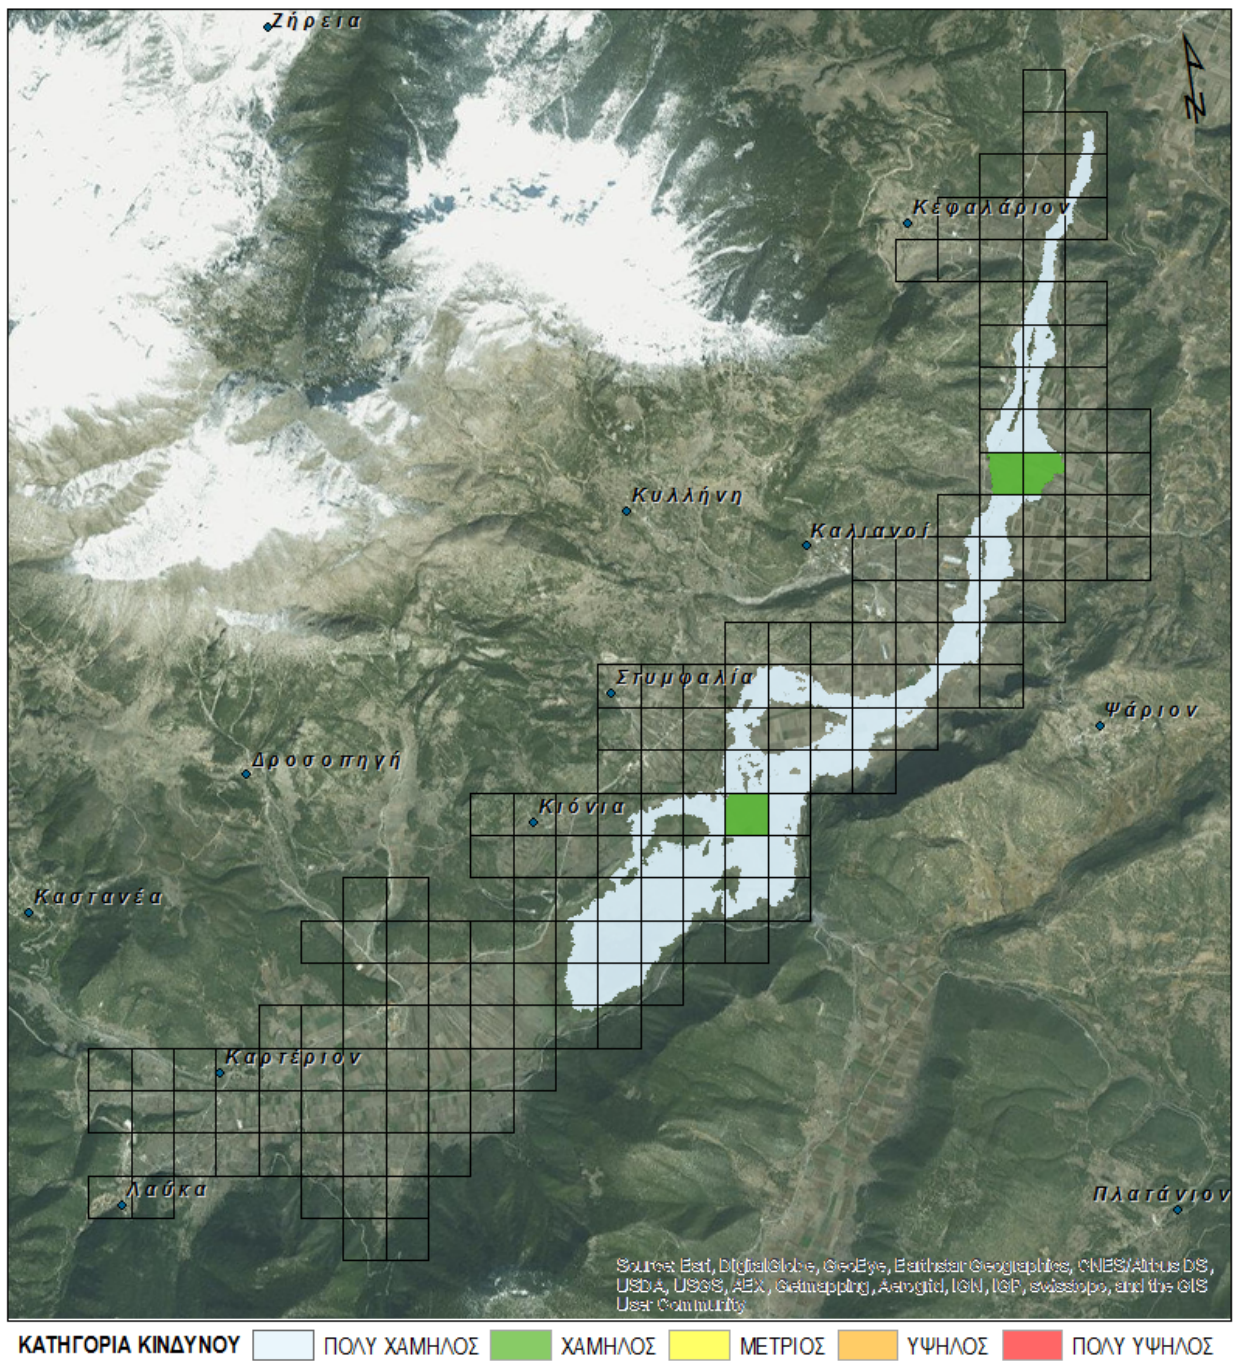 Ζήρεια
Κεφαλάριον
Κυλλήνη
Καλιανοί
Στυμφαλία
Ψάριον
Δροσοπηγή
Κιόνια
Καστανέα
Καρτέριον
Λαύκα
Πλατάνιον
Source: Esri, DigitalGlobe, GeoEye, Earthstar Geographics, CNES/Airbus DS,
USDA, USGS, AEX, Getmapping, Aerogrid, IGN, IGP, swisstopo, and the GIS
User Community
ΚΑΤΗΓΟΡΙΑ ΚΙΝΔΥΝΟΥ ΠΟΛΥ ΧΑΜΗΛΟΣ ΧΑΜΗΛΟΣ ΜΕΤΡΙΟΣ ΥΨΗΛΟΣ ΠΟΛΥ ΥΨΗΛΟΣ